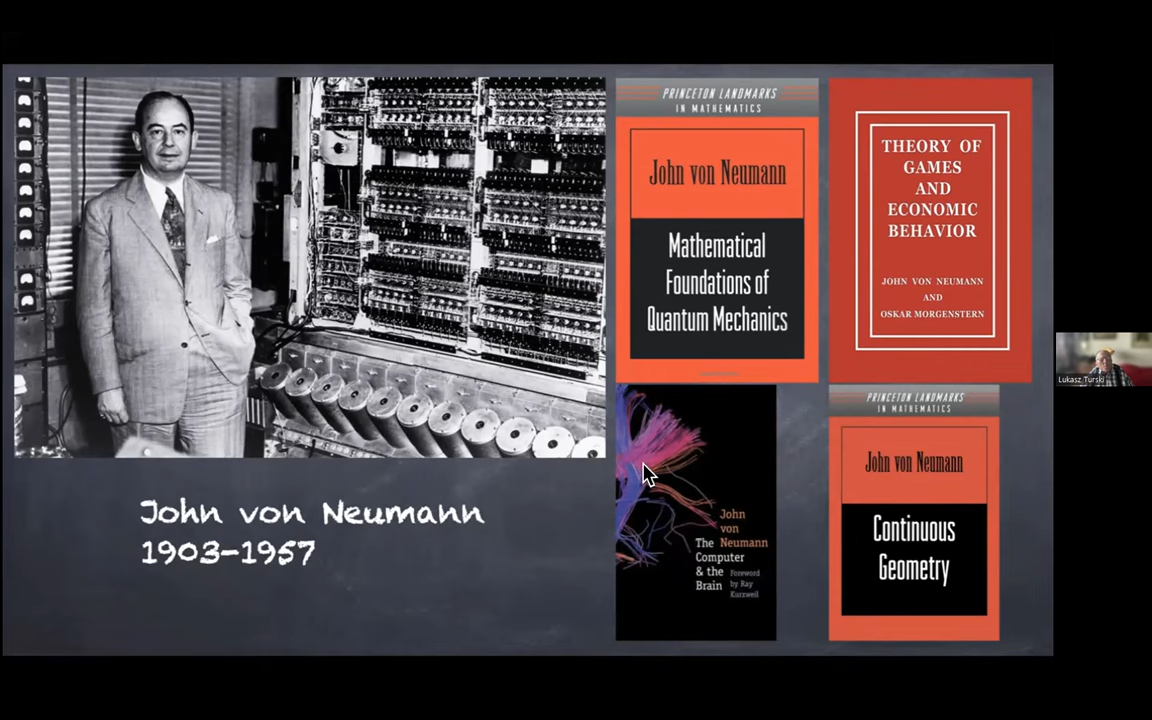 John von Neumann
1903-1957
PRINCETON LANDMARKS
IN MATHEMATICS
John von Neumann
Mathematical
Foundations of
Quantum Mechanics
THEORY OF
GAMES
AND
ECONOMIC
BEHAVIOR
JOHN VON NEUMANN
AND
OSKAR MORGENSTERN
John
von
Neumann
The
Computer
& the
Brain
Foreword
by Ray
Kurzweil
PRINCETON LANDMARKS
IN MATHEMATICS
John von Neumann
Continuous
Geometry
Lukasz Turski